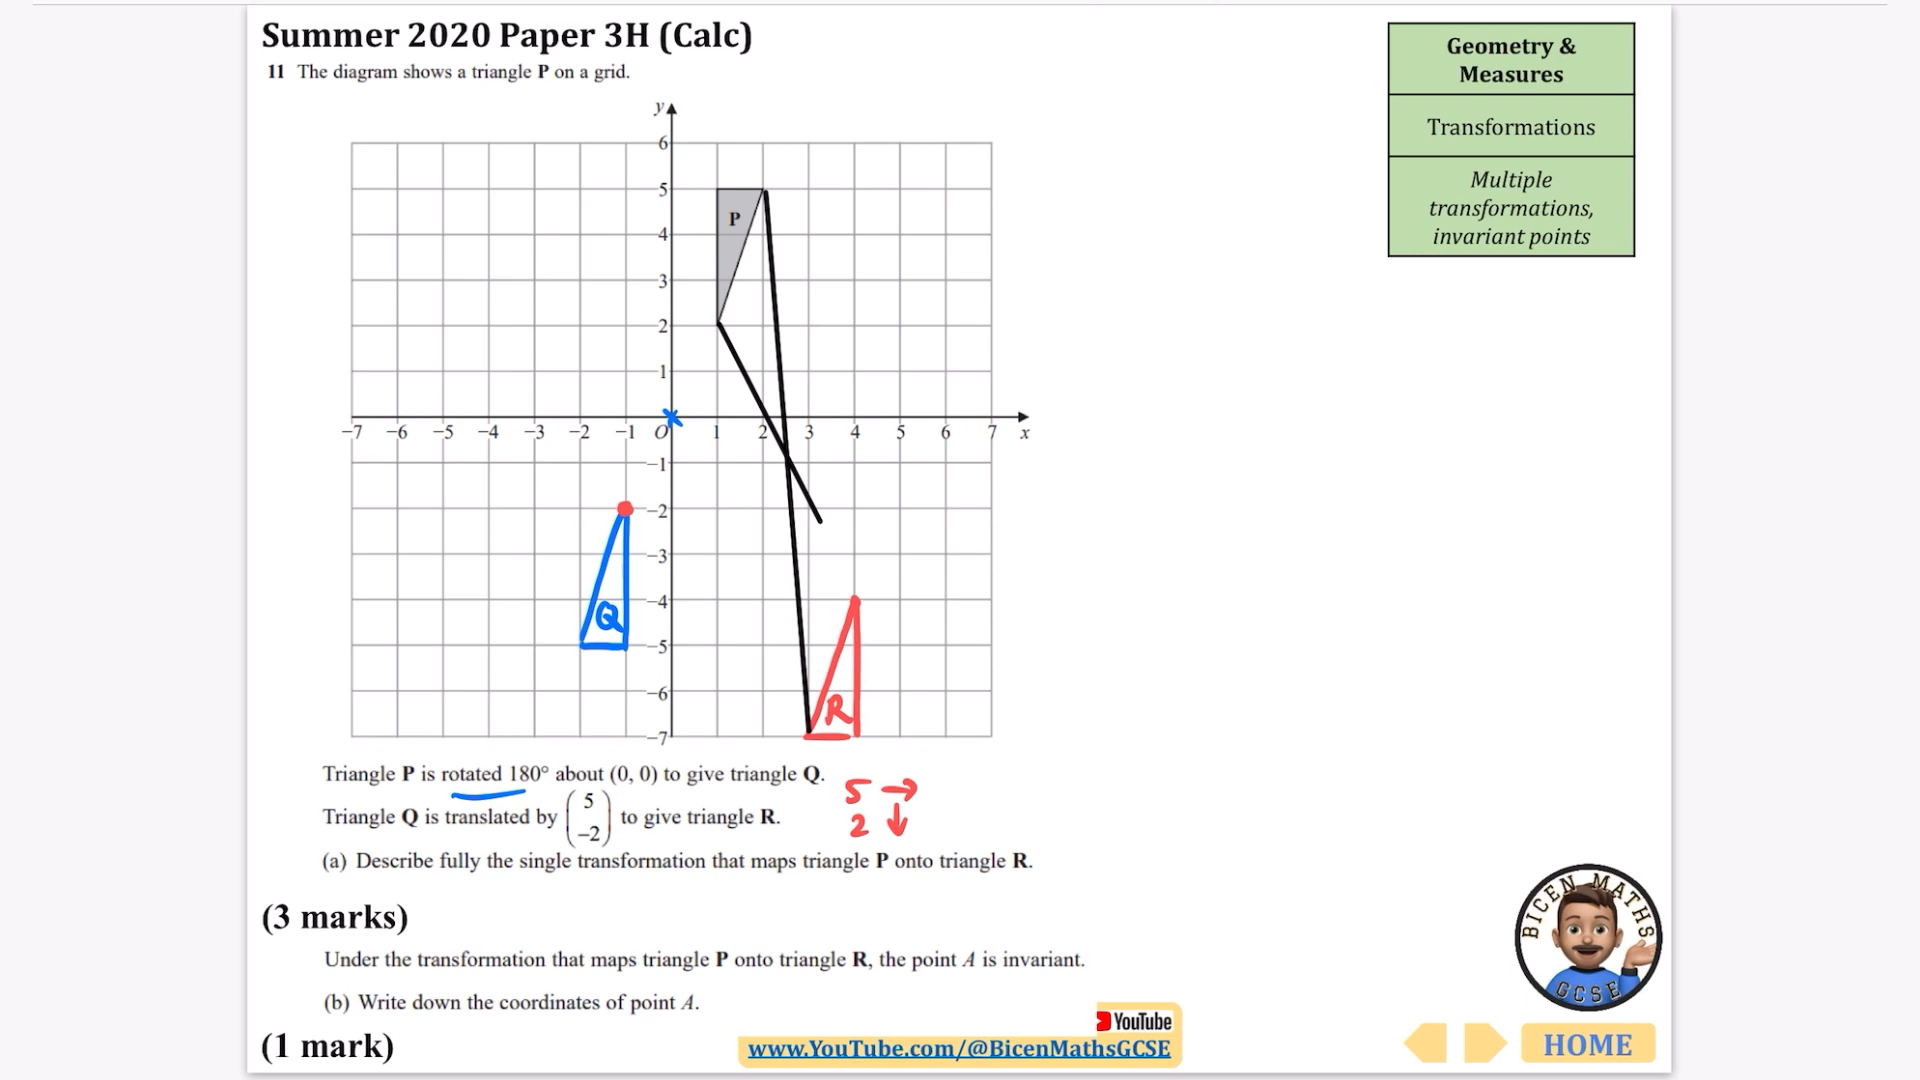 Summer 2020 Paper 3H (Calc)
11 The diagram shows a triangle P on a grid.
Geometry &
Measures
Transformations
Multiple
transformations,
invariant points
y
6
5
P
4
3
2
1
−7 −6 −5 −4 −3 −2 −1 O 1 2 3 4 5 6 7 x
−1
−2
−3
−4
Q
−5
−6
R
−7
Triangle P is rotated 180° about (0, 0) to give triangle Q.
5 →
Triangle Q is translated by (5 −2) to give triangle R.
2 ↓
(a) Describe fully the single transformation that maps triangle P onto triangle R.
(3 marks)
Under the transformation that maps triangle P onto triangle R, the point A is invariant.
(b) Write down the coordinates of point A.
(1 mark)
YouTube
www.YouTube.com/@BicenMathsGCSE
BICEN MATHS
GCSE
HOME